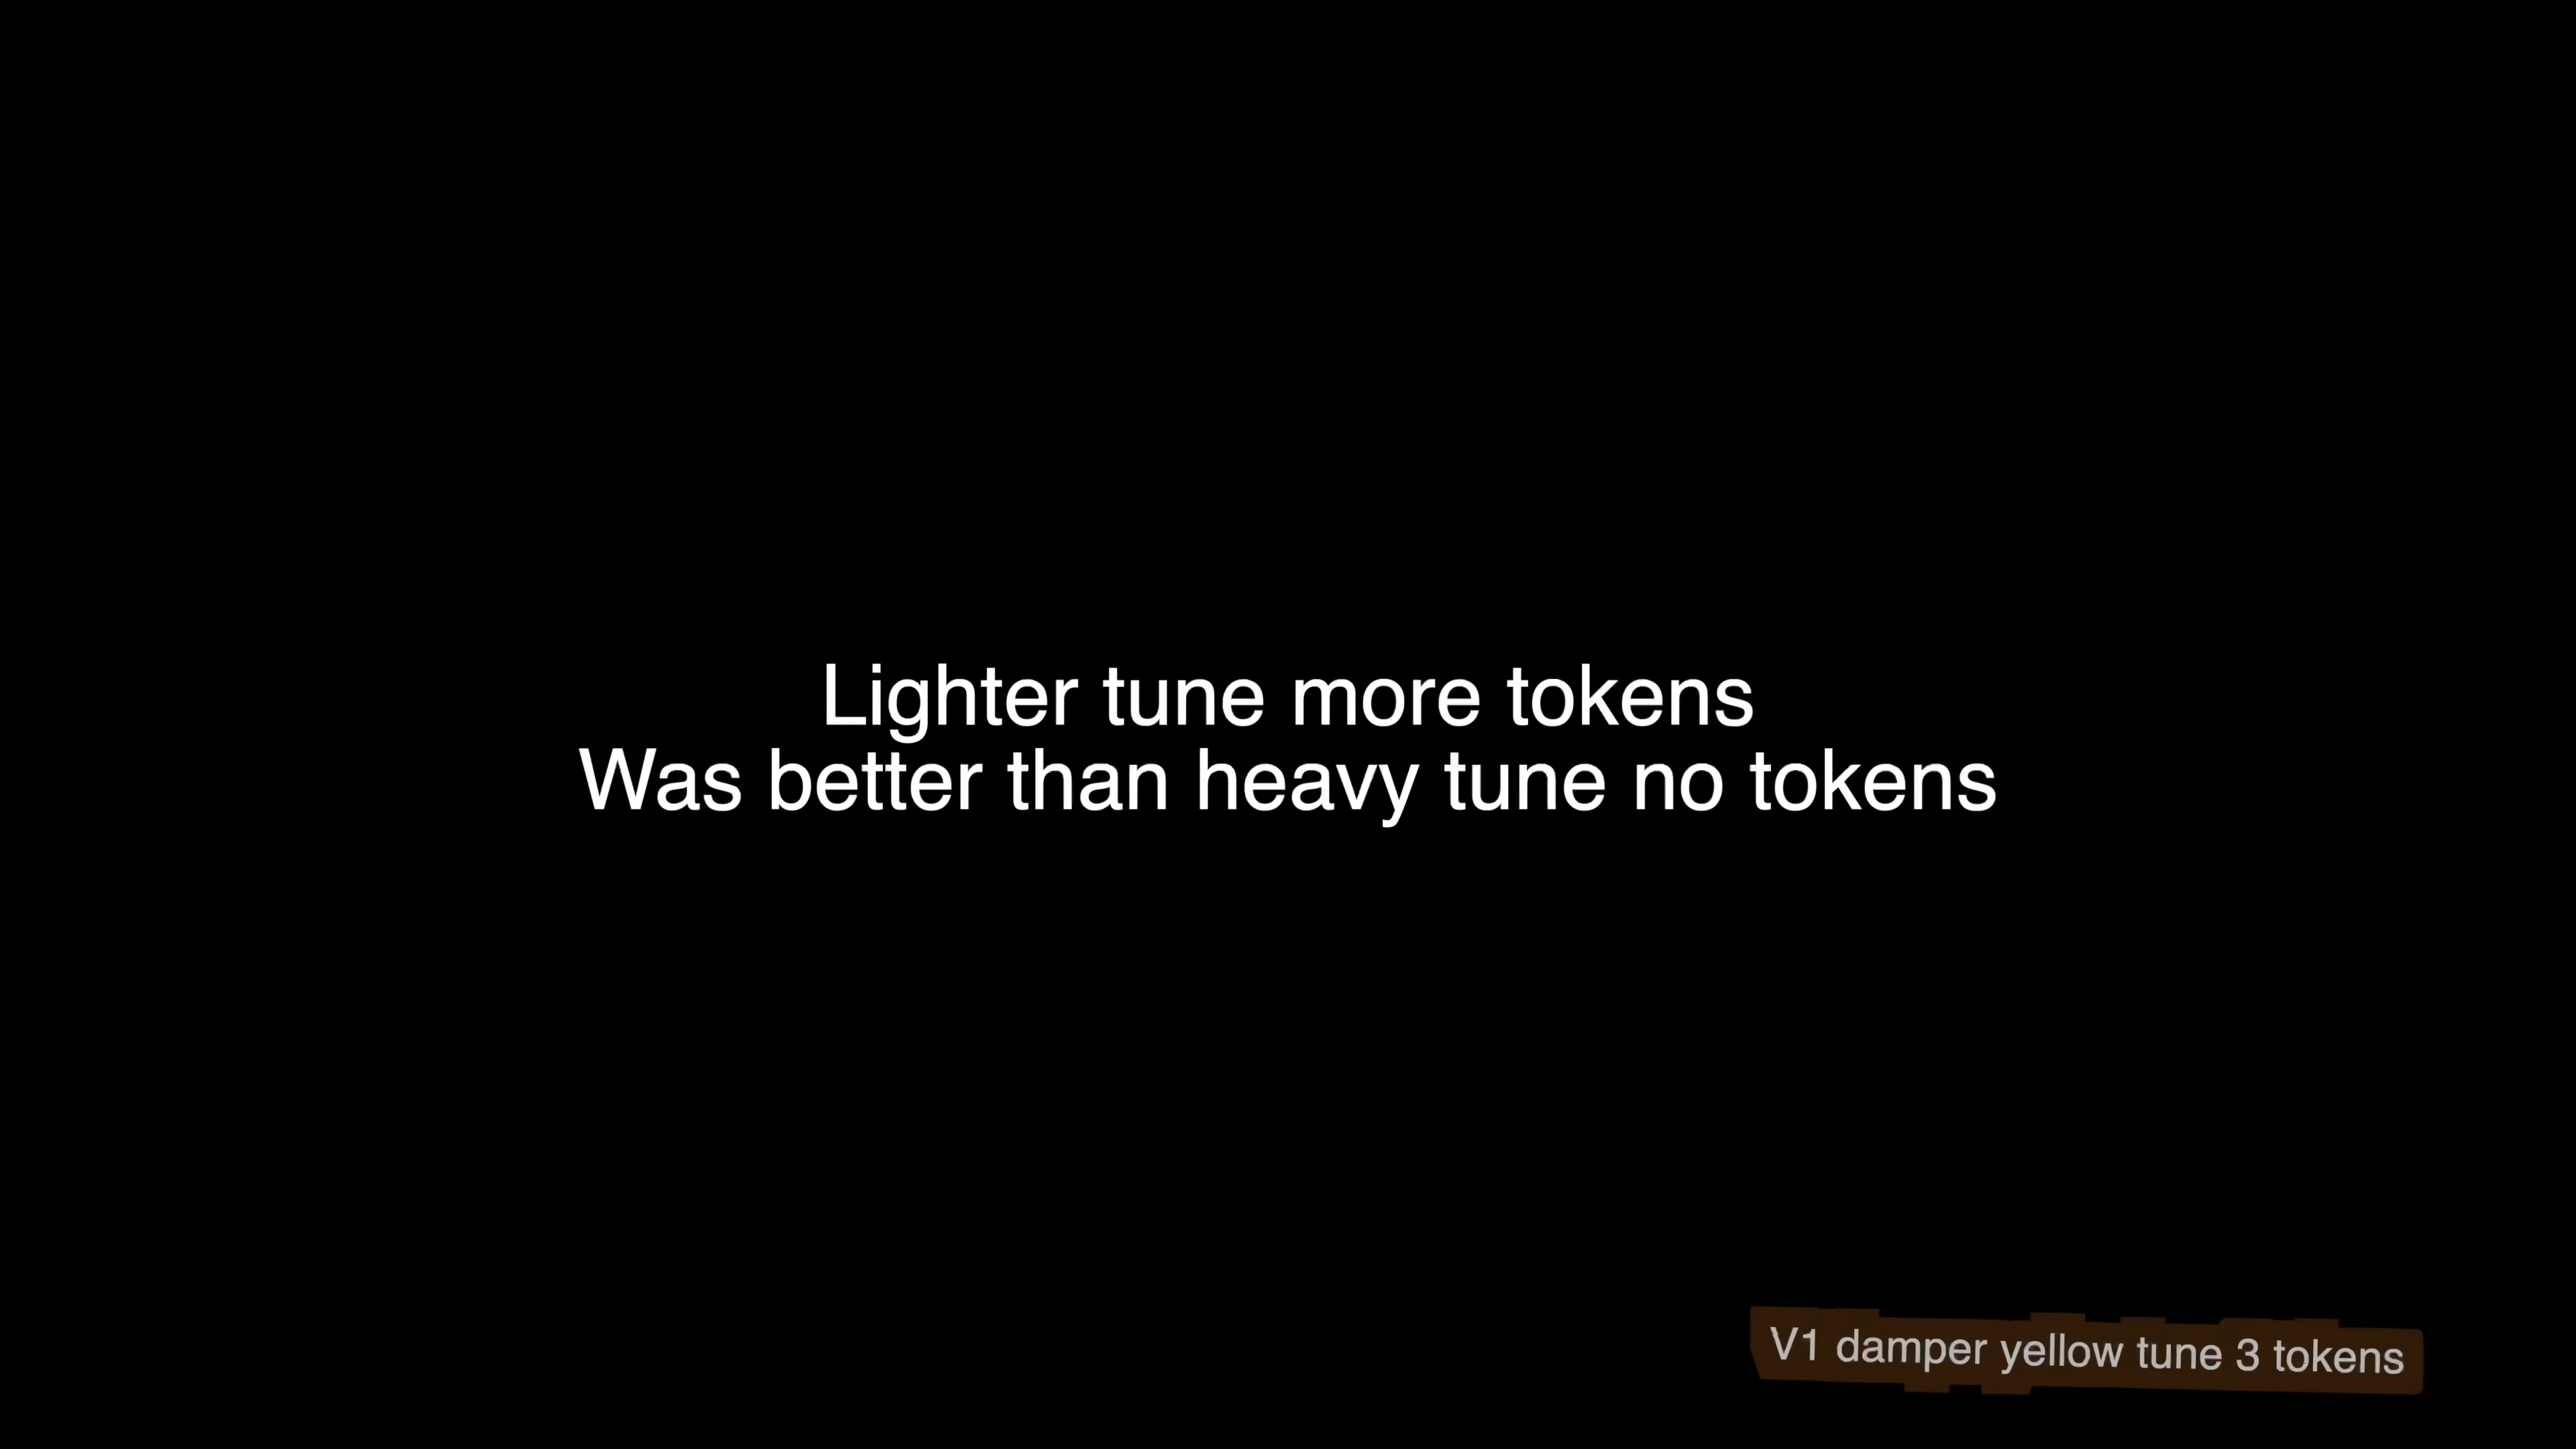 Lighter tune more tokens
Was better than heavy tune no tokens
V1 damper yellow tune 3 tokens